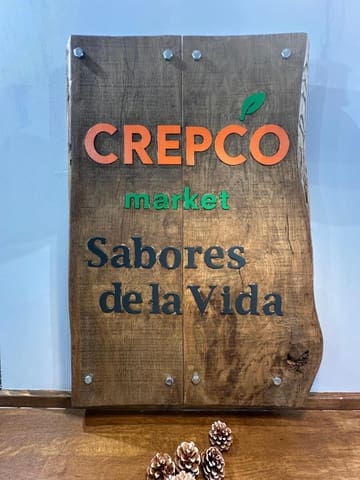 CREPCO
market
Sabores
de la Vida